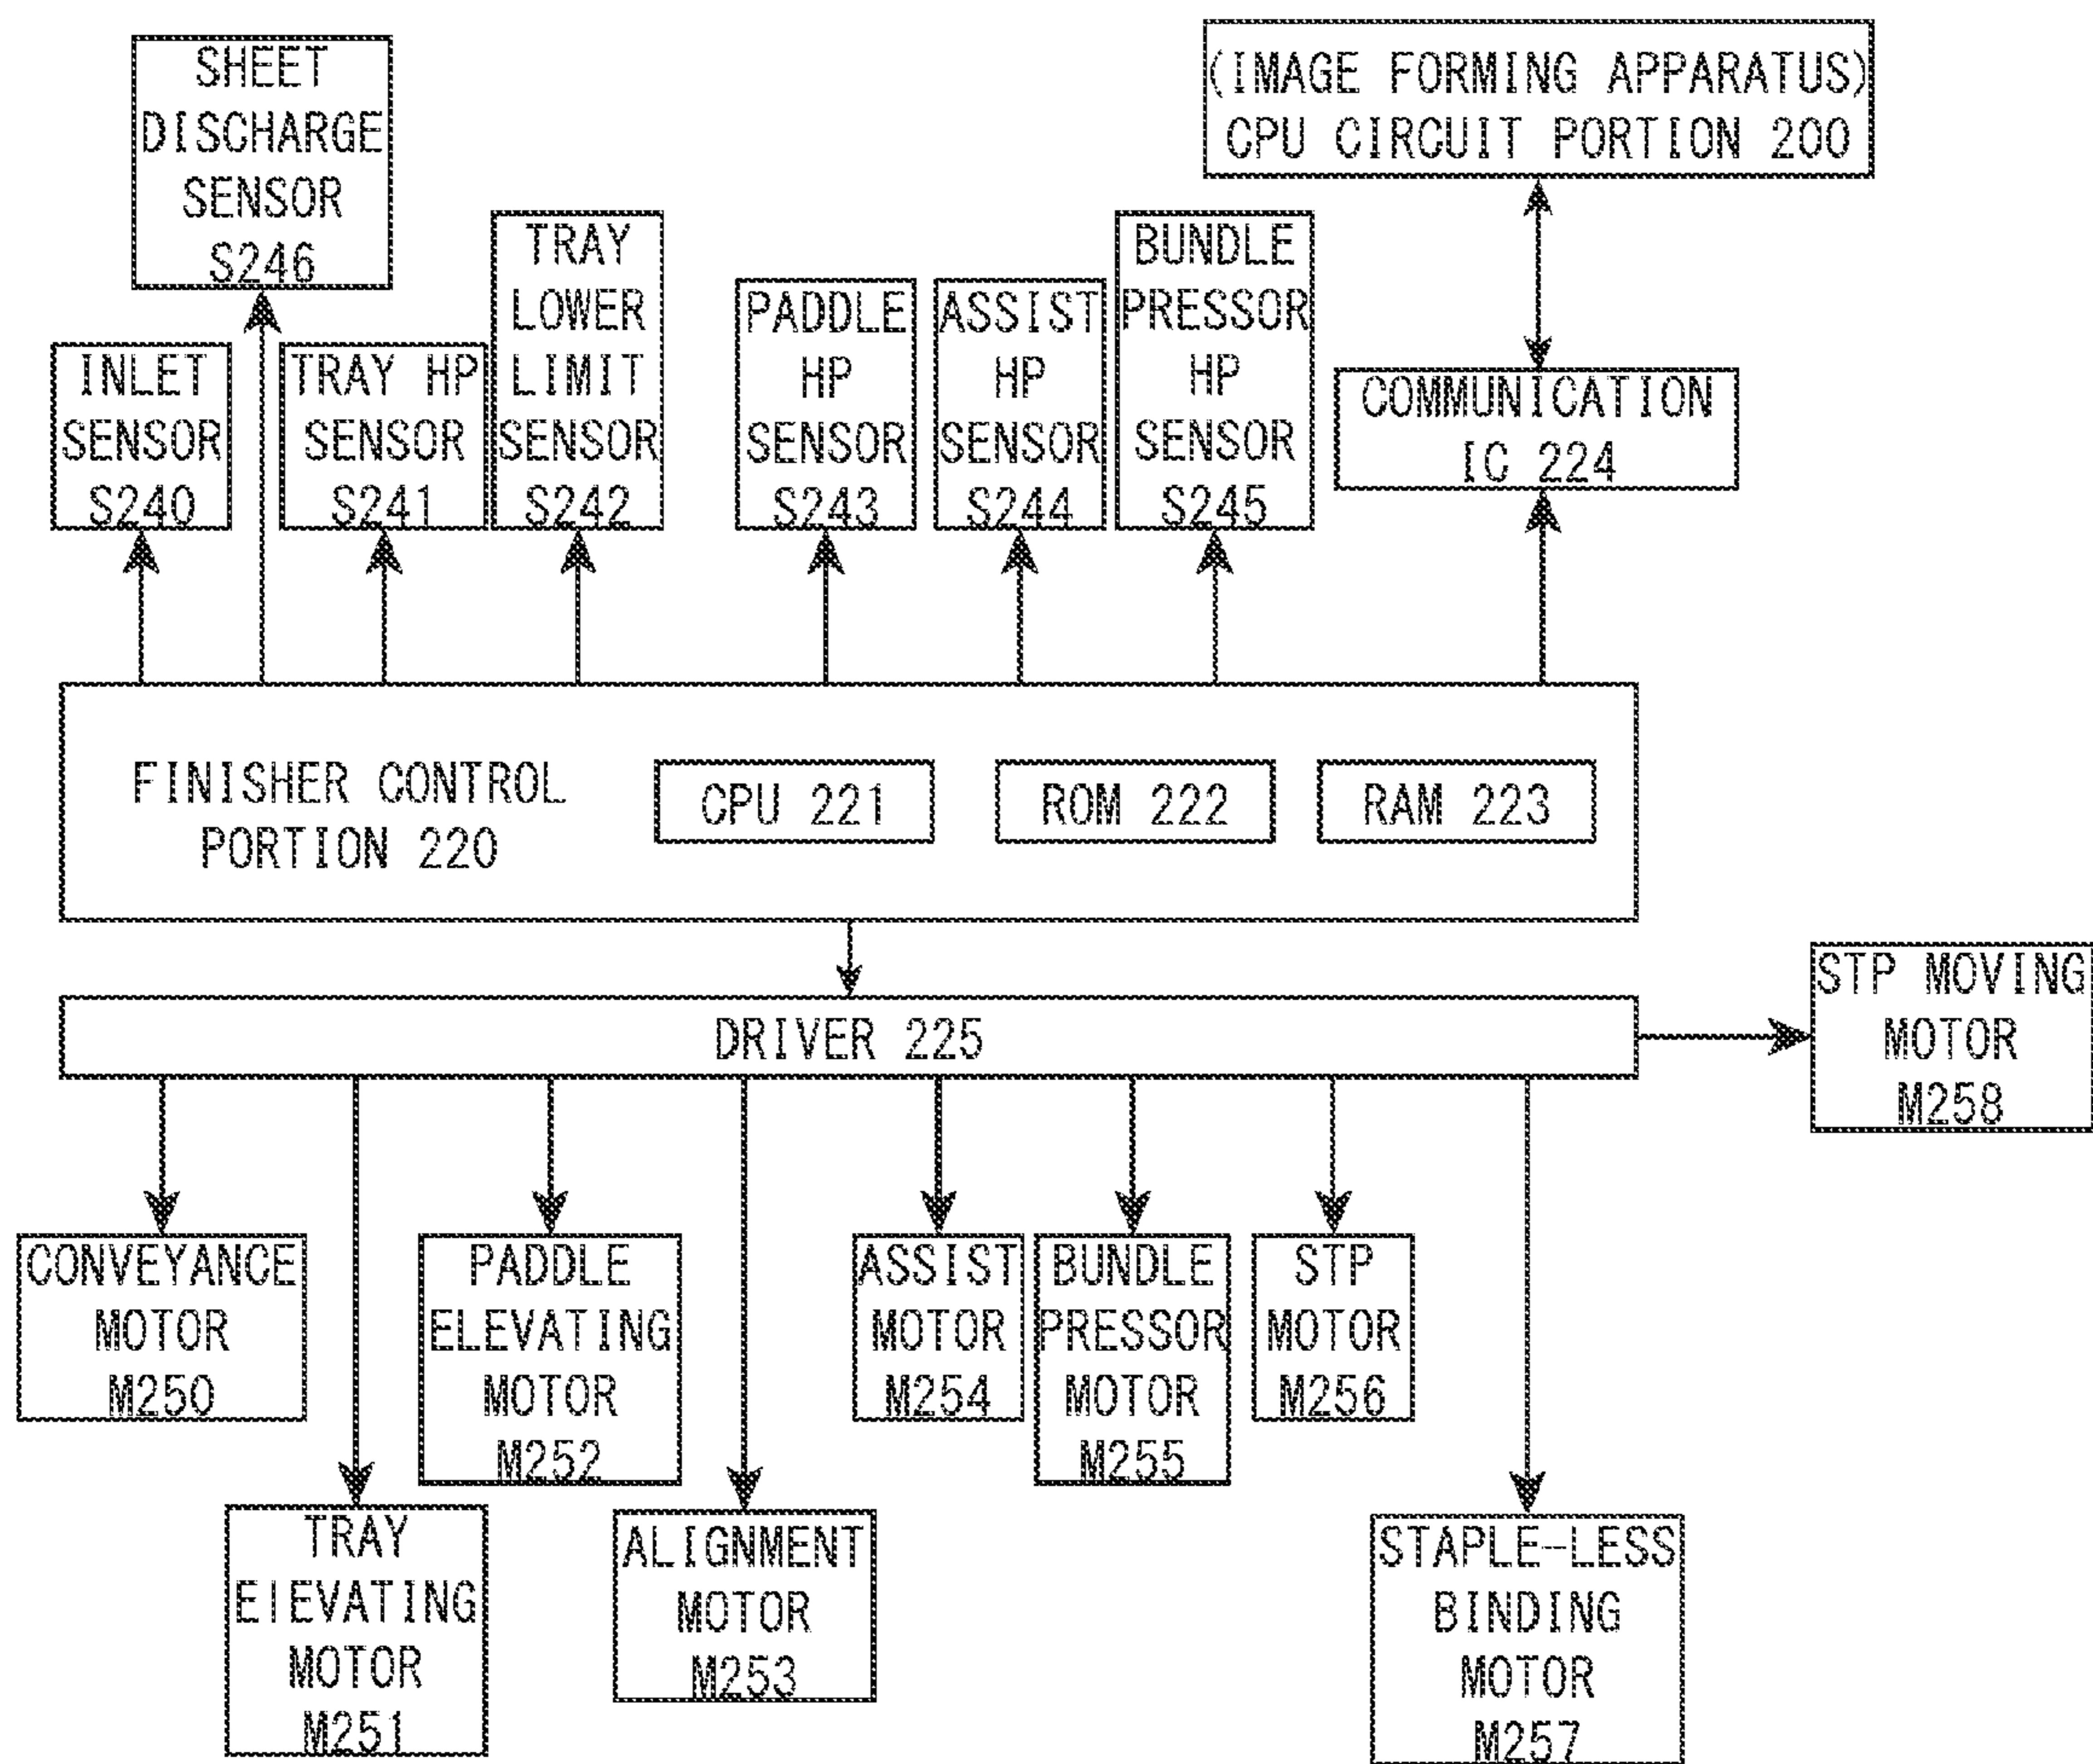 SHEET
DISCHARGE
SENSOR
S246
(IMAGE FORMING APPARATUS)
CPU CIRCUIT PORTION 200
INLET
SENSOR
S240
TRAY HP
SENSOR
S241
TRAY
LOWER
LIMIT
SENSOR
S242
PADDLE
HP
SENSOR
S243
ASSIST
HP
SENSOR
S244
BUNDLE
PRESSOR
HP
SENSOR
S245
COMMUNICATION
IC 224
FINISHER CONTROL
PORTION 220
CPU 221
ROM 222
RAM 223
DRIVER 225
STP MOVING
MOTOR
M258
CONVEYANCE
MOTOR
M250
TRAY
ElEVATING
MOTOR
M251
PADDLE
ELEVATING
MOTOR
M252
ALIGNMENT
MOTOR
M253
ASSIST
MOTOR
M254
BUNDLE
PRESSOR
MOTOR
M255
STP
MOTOR
M256
STAPLE-LESS
BINDING
MOTOR
M257